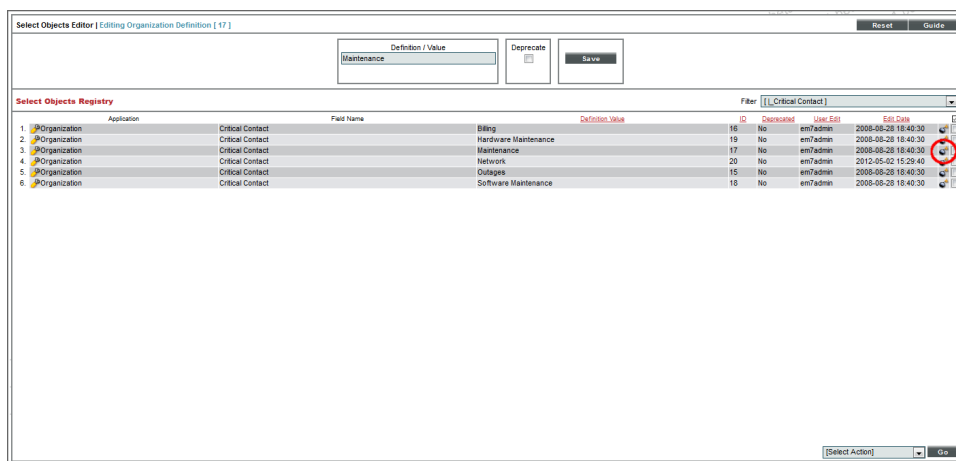 Select Objects Editor | Editing Organization Definition [ 17 ] Reset Guide
Definition / Value Deprecate
Maintenance Save
Select Objects Registry Filter [ |_Critical Contact ]
Application Field Name Definition Value ID Deprecated User Edit Edit Date
1. Organization Critical Contact Billing 16 No em7admin 2008-08-28 18:40:30
2. Organization Critical Contact Hardware Maintenance 19 No em7admin 2008-08-28 18:40:30
3. Organization Critical Contact Maintenance 17 No em7admin 2008-08-28 18:40:30
4. Organization Critical Contact Network 20 No em7admin 2012-05-02 15:29:40
5. Organization Critical Contact Outages 15 No em7admin 2008-08-28 18:40:30
6. Organization Critical Contact Software Maintenance 18 No em7admin 2008-08-28 18:40:30
[Select Action] Go